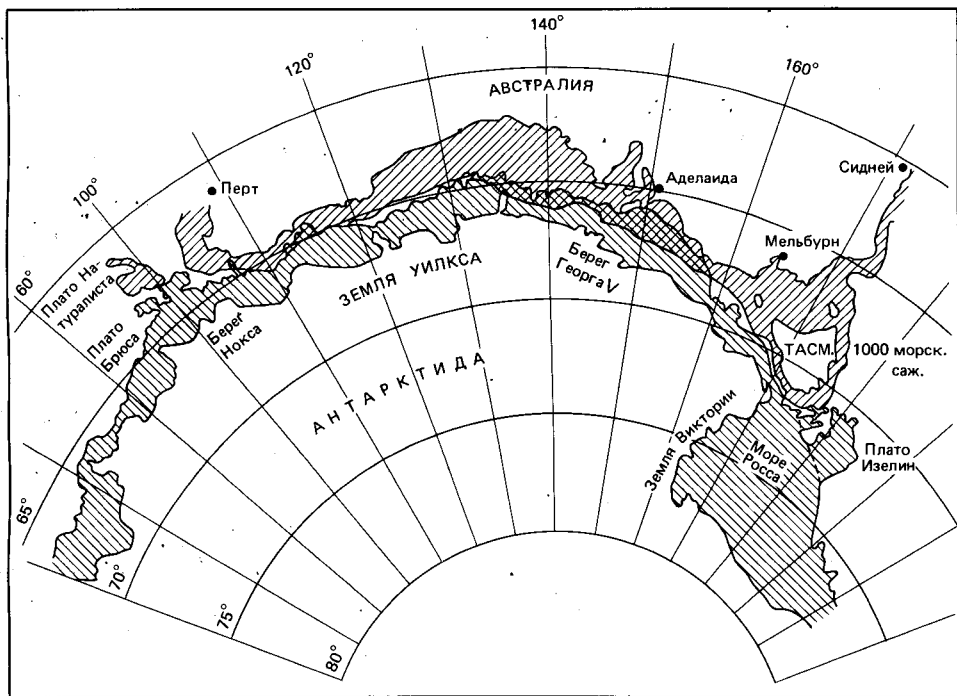 140°
120°
160°
АВСТРАЛИЯ
Сидней
Перт
Аделаида
100°
Мельбурн
60°
Плато На-
туралиста
ЗЕМЛЯ УИЛКСА
Берег
Георга V
Плато
Брюса
Берег
Нокса
ТАСМ.
1000 морск.
саж.
АНТАРКТИДА
Земля Виктории
Море
Росса
Плато
Изелин
65°
70°
75°
80°